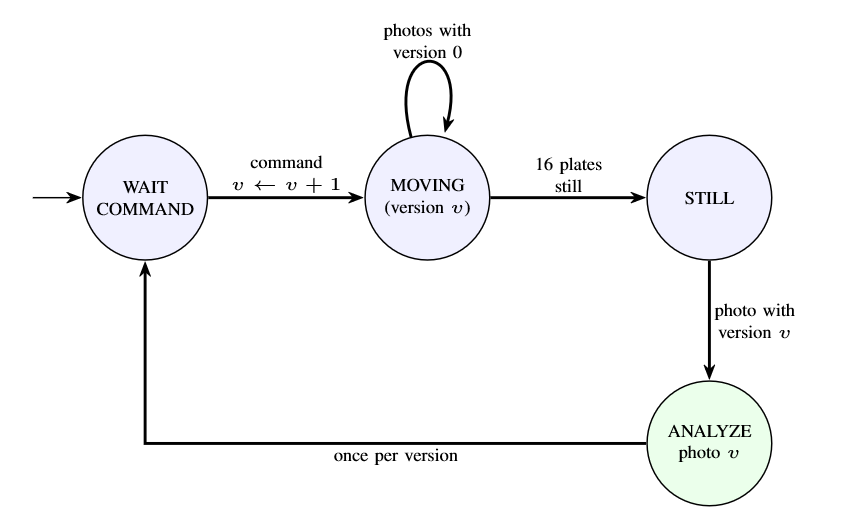 photos with
version 0
WAIT
COMMAND
command
v ← v + 1
MOVING
(version v)
16 plates
still
STILL
photo with
version v
ANALYZE
photo v
once per version